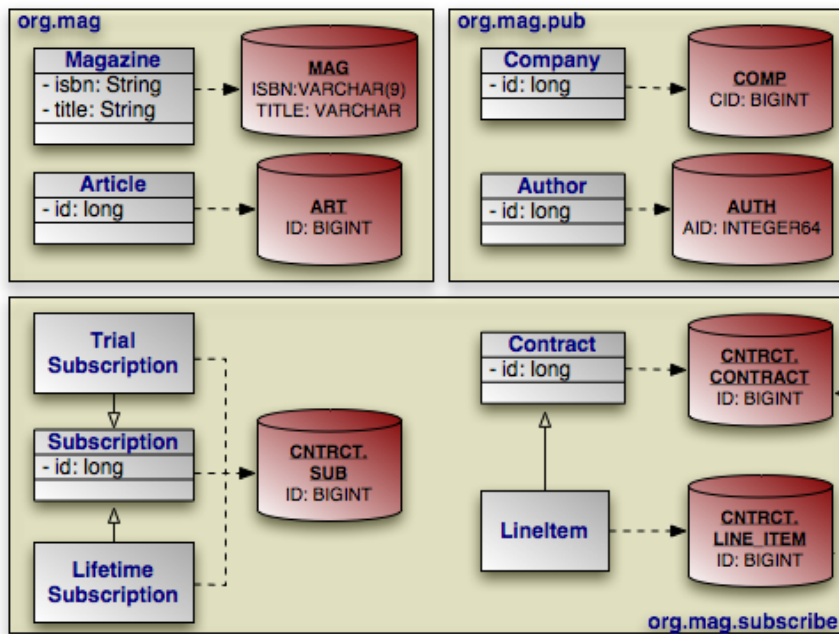 org.mag
Magazine
- isbn: String
- title: String
MAG
ISBN:VARCHAR(9)
TITLE: VARCHAR
Article
- id: long
ART
ID: BIGINT
org.mag.pub
Company
- id: long
COMP
CID: BIGINT
Author
- id: long
AUTH
AID: INTEGER64
Trial
Subscription
Subscription
- id: long
Lifetime
Subscription
CNTRCT.
SUB
ID: BIGINT
Contract
- id: long
CNTRCT.
CONTRACT
ID: BIGINT
LineItem
CNTRCT.
LINE_ITEM
ID: BIGINT
org.mag.subscribe